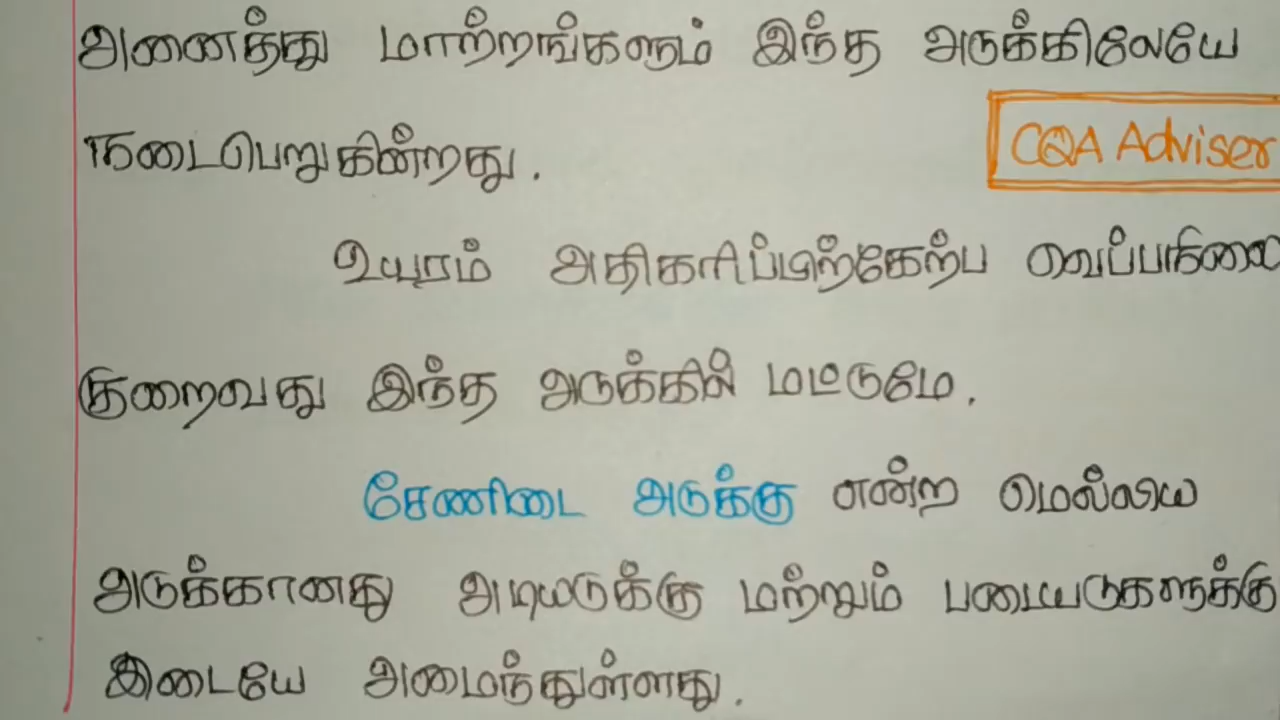 அனைத்து மாற்றங்களும் இந்த அடுக்கிலேயே
நடைபெறுகின்றது.
CQA Adviser
உயரம் அதிகரிப்பிற்கேற்ப வெப்பநிலை
குறைவது இந்த அடுக்கில் மட்டுமே.
சேணிடை அடுக்கு என்ற மெல்லிய
அடுக்கானது அடியடுக்கு மற்றும் படையடுகளுக்கு
இடையே அமைந்துள்ளது.